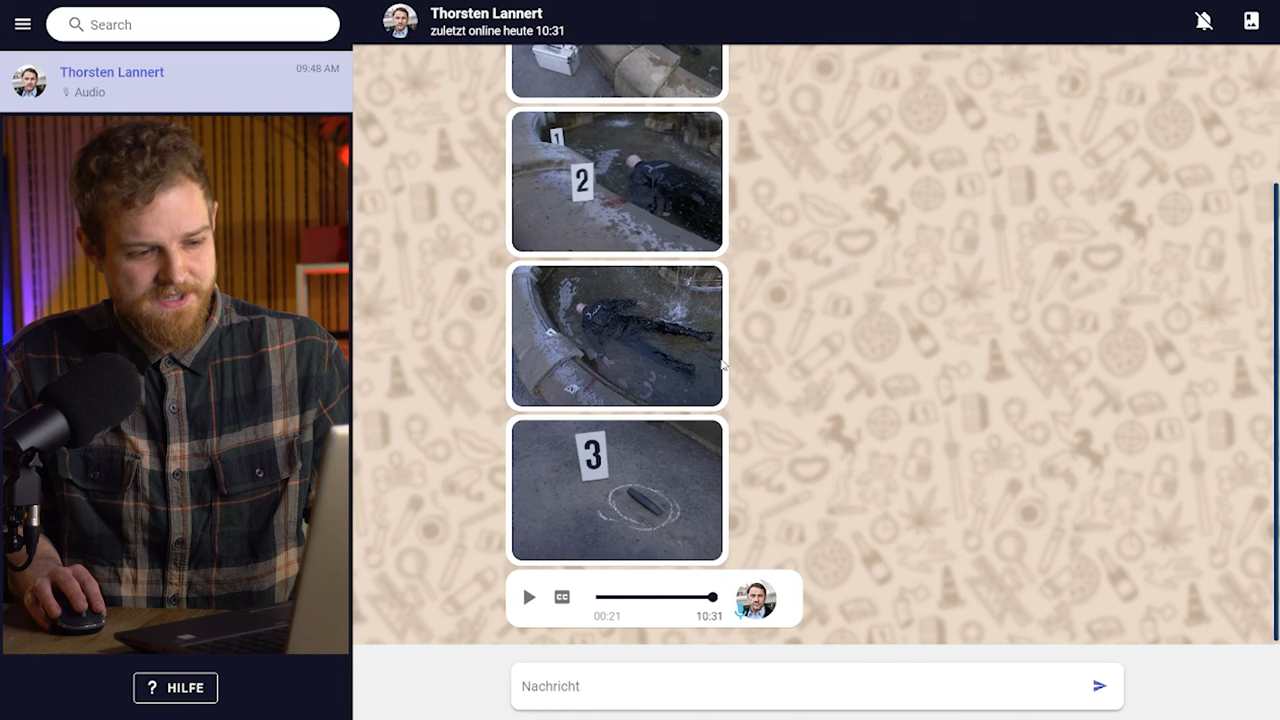 Search
Thorsten Lannert
zuletzt online heute 10:31
Thorsten Lannert
09:48 AM
Audio
1
2
3
CC
00:21
10:31
? HILFE
Nachricht